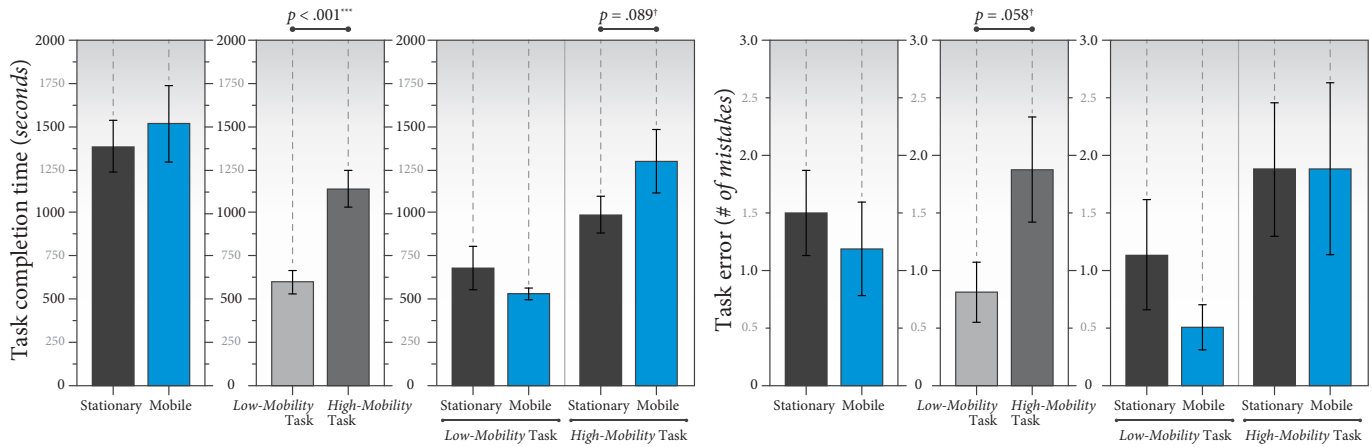 p < .001***
p = .089†
p = .058†
Task completion time (seconds)
2000
1750
1500
1250
1000
750
500
250
0
Stationary Mobile
2000
1750
1500
1250
1000
750
500
250
0
Low-Mobility Task
High-Mobility Task
2000
1750
1500
1250
1000
750
500
250
0
Stationary Mobile
Low-Mobility Task
Stationary Mobile
High-Mobility Task
Task error (# of mistakes)
3.0
2.5
2.0
1.5
1.0
0.5
0
Stationary Mobile
3.0
2.5
2.0
1.5
1.0
0.5
0
Low-Mobility Task
High-Mobility Task
3.0
2.5
2.0
1.5
1.0
0.5
0
Stationary Mobile
Low-Mobility Task
Stationary Mobile
High-Mobility Task